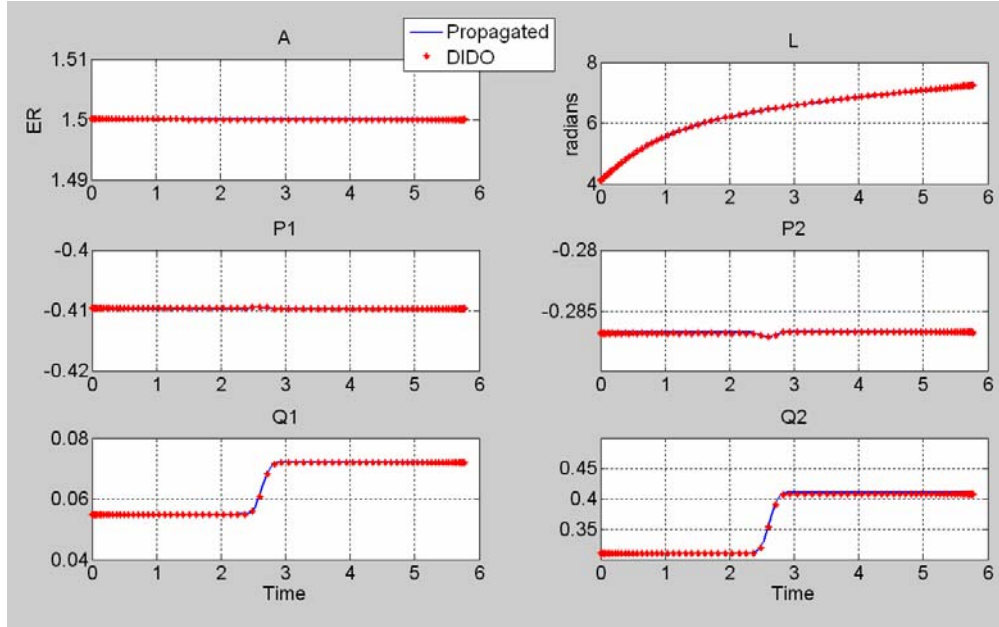 Propagated
DIDO
A
ER
1.51
1.5
1.49
0 1 2 3 4 5 6
L
radians
8
6
4
0 1 2 3 4 5 6
P1
-0.4
-0.41
-0.42
0 1 2 3 4 5 6
P2
-0.28
-0.285
0 1 2 3 4 5 6
Q1
0.08
0.06
0.04
0 1 2 3 4 5 6
Time
Q2
0.45
0.4
0.35
0 1 2 3 4 5 6
Time